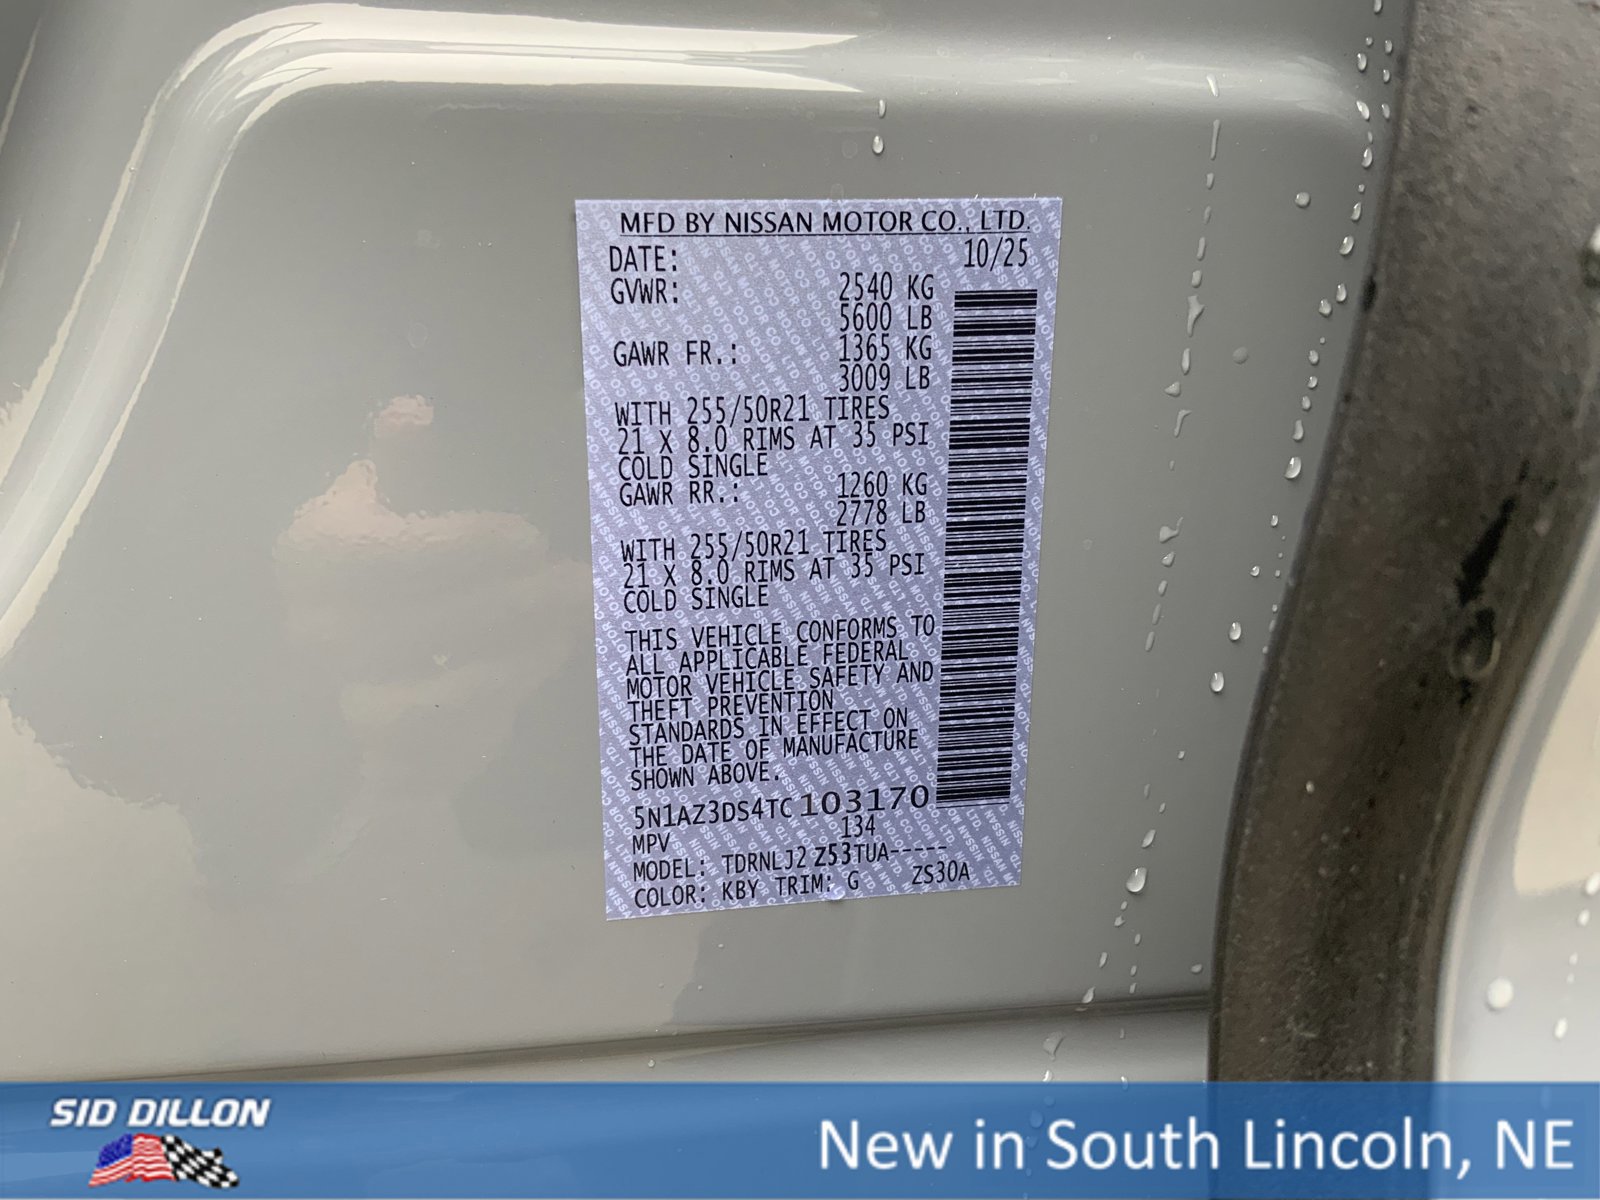 MFD BY NISSAN MOTOR CO., LTD.
DATE: 10/25
GVWR: 2540 KG
5600 LB
GAWR FR.: 1365 KG
3009 LB
WITH 255/50R21 TIRES
21 X 8.0 RIMS AT 35 PSI
COLD SINGLE
GAWR RR.: 1260 KG
2778 LB
WITH 255/50R21 TIRES
21 X 8.0 RIMS AT 35 PSI
COLD SINGLE
THIS VEHICLE CONFORMS TO
ALL APPLICABLE FEDERAL
MOTOR VEHICLE SAFETY AND
THEFT PREVENTION
STANDARDS IN EFFECT ON
THE DATE OF MANUFACTURE
SHOWN ABOVE.
5N1AZ3DS4TC103170
MPV 134
MODEL: TDRNLJ2 Z53TUA-----
COLOR: KBY TRIM: G ZS30A
SID DILLON
New in South Lincoln, NE